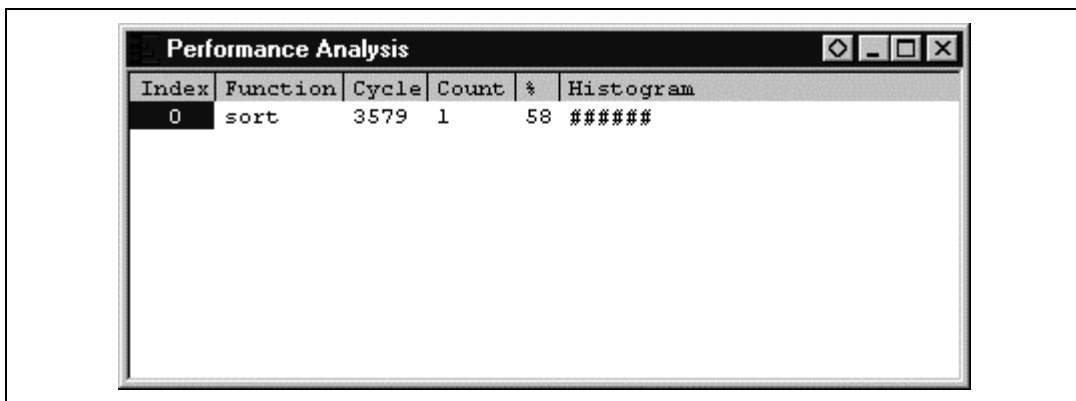 Performance Analysis
Index Function Cycle Count % Histogram
0 sort 3579 1 58 ######